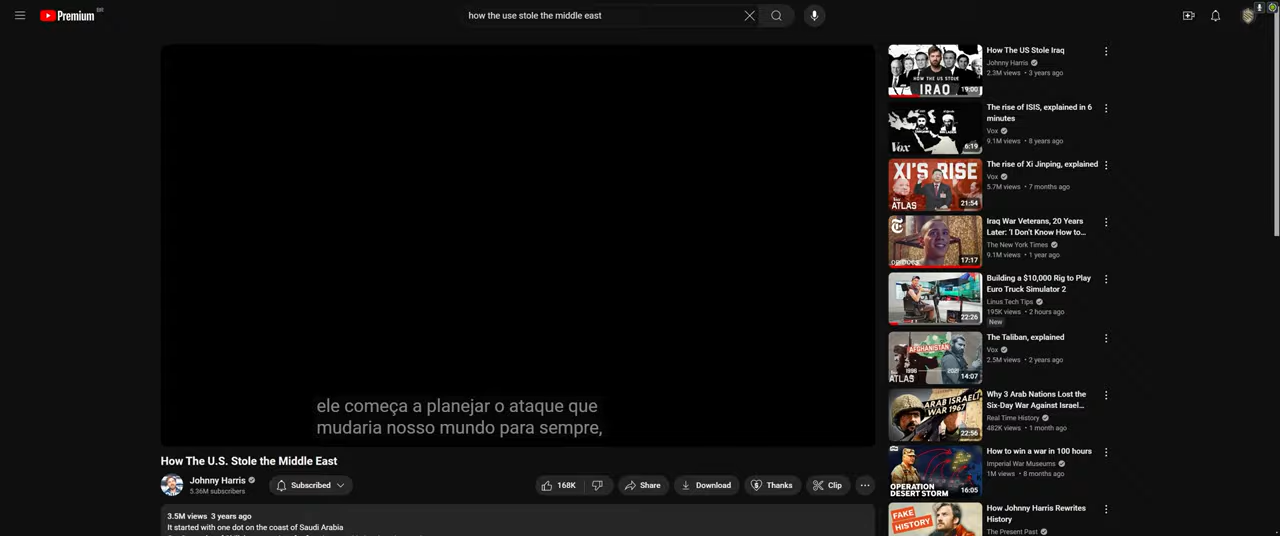 Premium BR
how the use stole the middle east
ele começa a planejar o ataque que
mudaria nosso mundo para sempre,
How The U.S. Stole the Middle East
Johnny Harris
5.36M subscribers
Subscribed
168K
Share
Download
Thanks
Clip
3.5M views 3 years ago
It started with one dot on the coast of Saudi Arabia
HOW THE US STOLE
IRAQ
19:00
How The US Stole Iraq
Johnny Harris
2.3M views • 3 years ago
Vox
6:19
The rise of ISIS, explained in 6
minutes
Vox
9.1M views • 8 years ago
XI'S RISE
ATLAS
21:54
The rise of Xi Jinping, explained
Vox
5.7M views • 7 months ago
17:17
Iraq War Veterans, 20 Years
Later: 'I Don't Know How to...
The New York Times
9.1M views • 1 year ago
22:26
Building a $10,000 Rig to Play
Euro Truck Simulator 2
Linus Tech Tips
195K views • 2 hours ago
New
AFGHANISTAN
1996
2021
ATLAS
14:07
The Taliban, explained
Vox
2.5M views • 2 years ago
ARAB ISRAELI
WAR 1967
22:56
Why 3 Arab Nations Lost the
Six-Day War Against Israel...
Real Time History
482K views • 1 month ago
OPERATION
DESERT STORM
16:05
How to win a war in 100 hours
Imperial War Museums
1M views • 8 months ago
FAKE
HISTORY
How Johnny Harris Rewrites
History
The Present Past